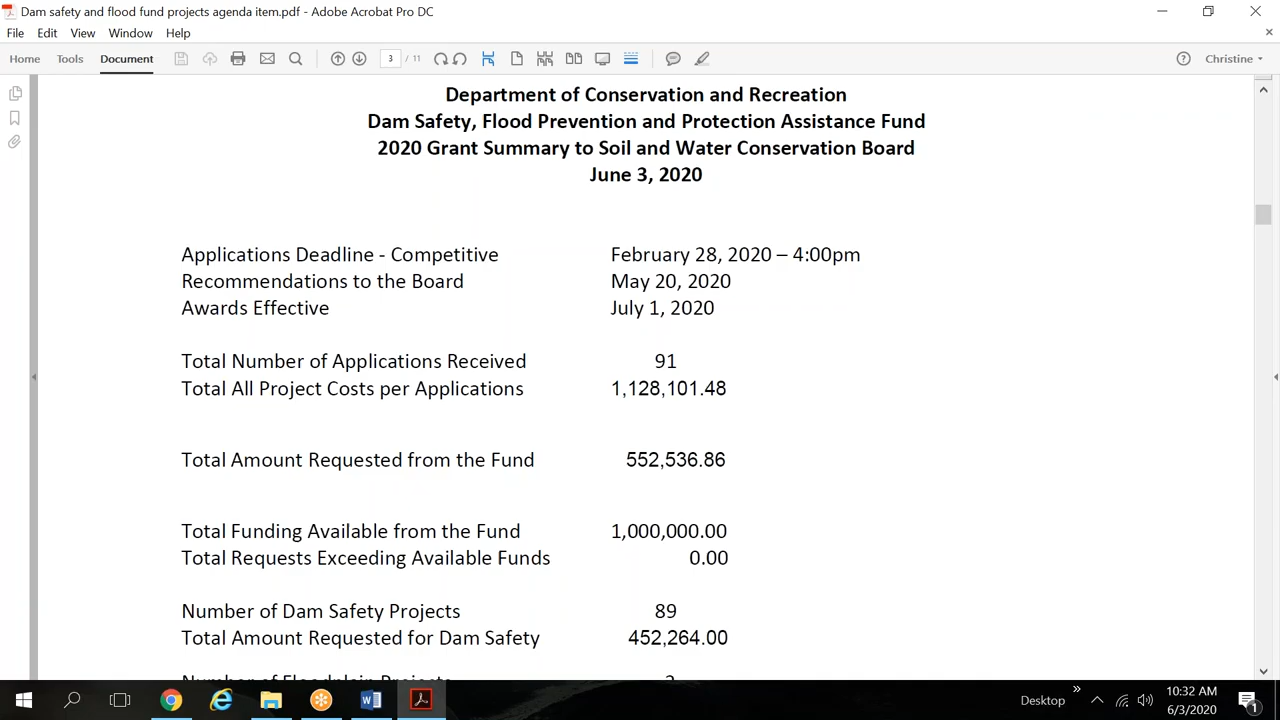 Dam safety and flood fund projects agenda item.pdf - Adobe Acrobat Pro DC
File Edit View Window Help
Home Tools Document 3 / 11 Christine
Department of Conservation and Recreation
Dam Safety, Flood Prevention and Protection Assistance Fund
2020 Grant Summary to Soil and Water Conservation Board
June 3, 2020
Applications Deadline - Competitive February 28, 2020 – 4:00pm
Recommendations to the Board May 20, 2020
Awards Effective July 1, 2020
Total Number of Applications Received 91
Total All Project Costs per Applications 1,128,101.48
Total Amount Requested from the Fund 552,536.86
Total Funding Available from the Fund 1,000,000.00
Total Requests Exceeding Available Funds 0.00
Number of Dam Safety Projects 89
Total Amount Requested for Dam Safety 452,264.00
Number of Floodplain Projects
Desktop 10:32 AM
6/3/2020 1